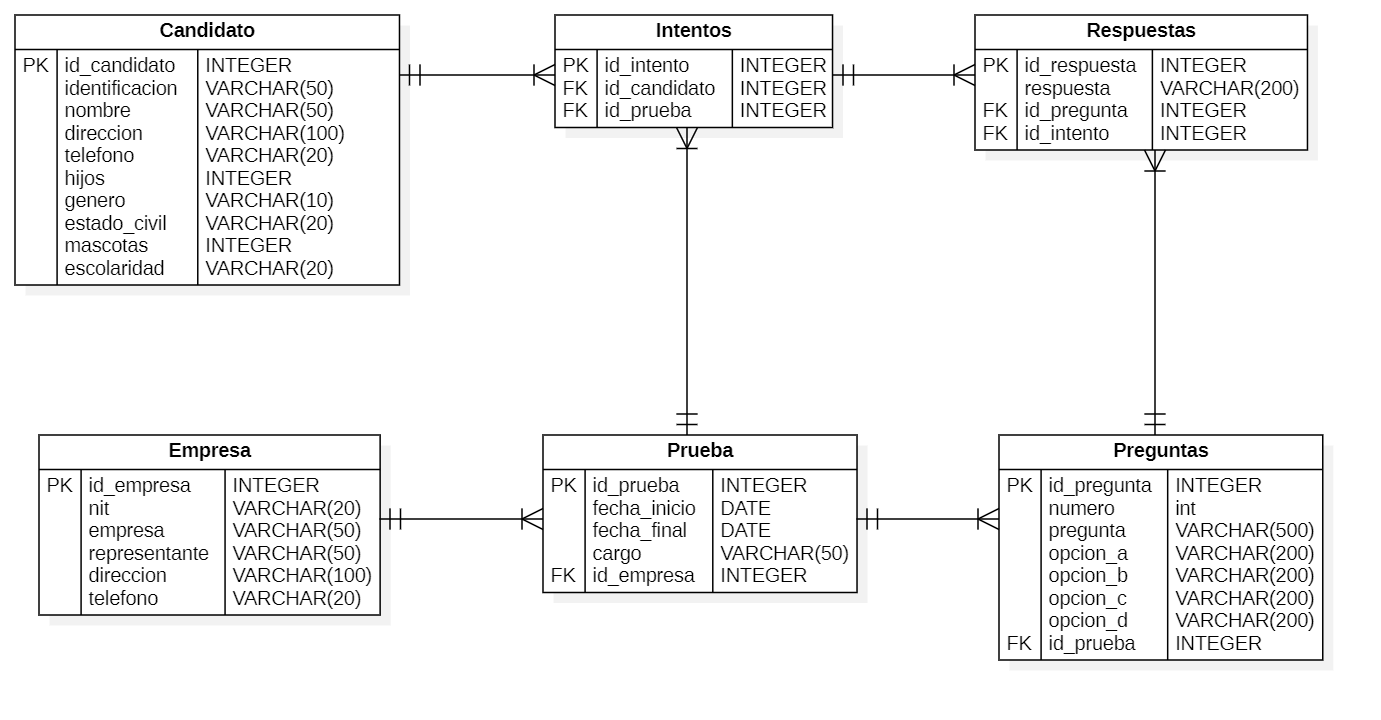 Candidato
PK id_candidato INTEGER
identificacion VARCHAR(50)
nombre VARCHAR(50)
direccion VARCHAR(100)
telefono VARCHAR(20)
hijos INTEGER
genero VARCHAR(10)
estado_civil VARCHAR(20)
mascotas INTEGER
escolaridad VARCHAR(20)
Intentos
PK id_intento INTEGER
FK id_candidato INTEGER
FK id_prueba INTEGER
Respuestas
PK id_respuesta INTEGER
respuesta VARCHAR(200)
FK id_pregunta INTEGER
FK id_intento INTEGER
Empresa
PK id_empresa INTEGER
nit VARCHAR(20)
empresa VARCHAR(50)
representante VARCHAR(50)
direccion VARCHAR(100)
telefono VARCHAR(20)
Prueba
PK id_prueba INTEGER
fecha_inicio DATE
fecha_final DATE
cargo VARCHAR(50)
FK id_empresa INTEGER
Preguntas
PK id_pregunta INTEGER
numero int
pregunta VARCHAR(500)
opcion_a VARCHAR(200)
opcion_b VARCHAR(200)
opcion_c VARCHAR(200)
opcion_d VARCHAR(200)
FK id_prueba INTEGER